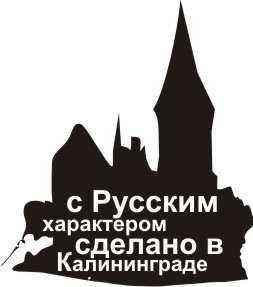 с Русским
характером
сделано в
Калининграде